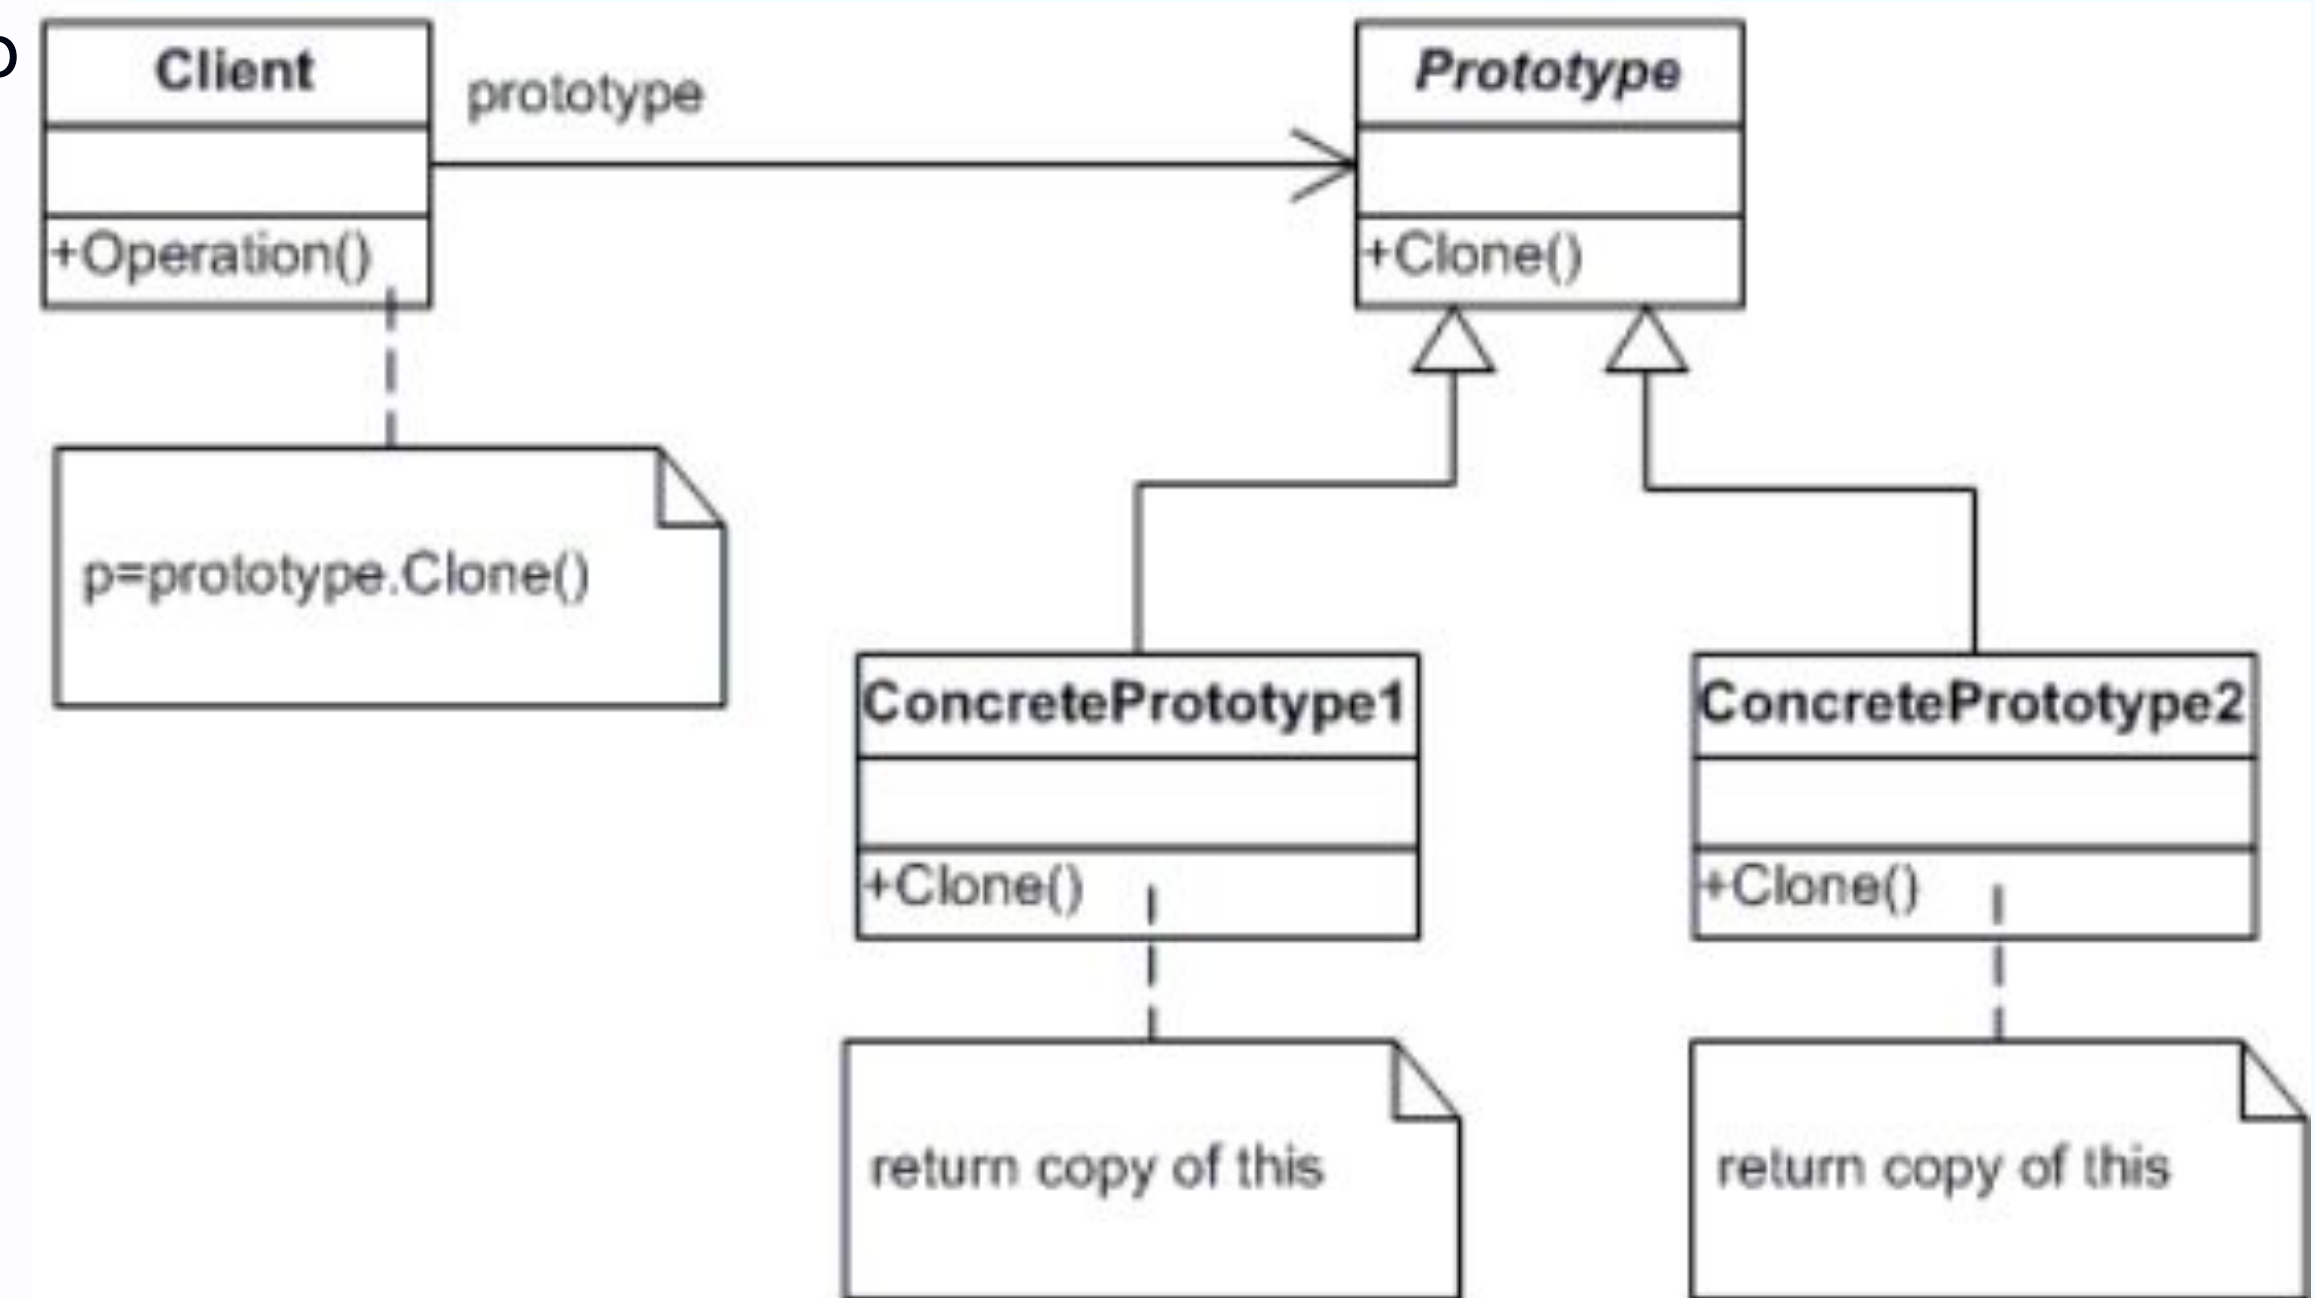 Client
prototype
Prototype
+Operation()
+Clone()
p=prototype.Clone()
ConcretePrototype1
ConcretePrototype2
+Clone()
+Clone()
return copy of this
return copy of this